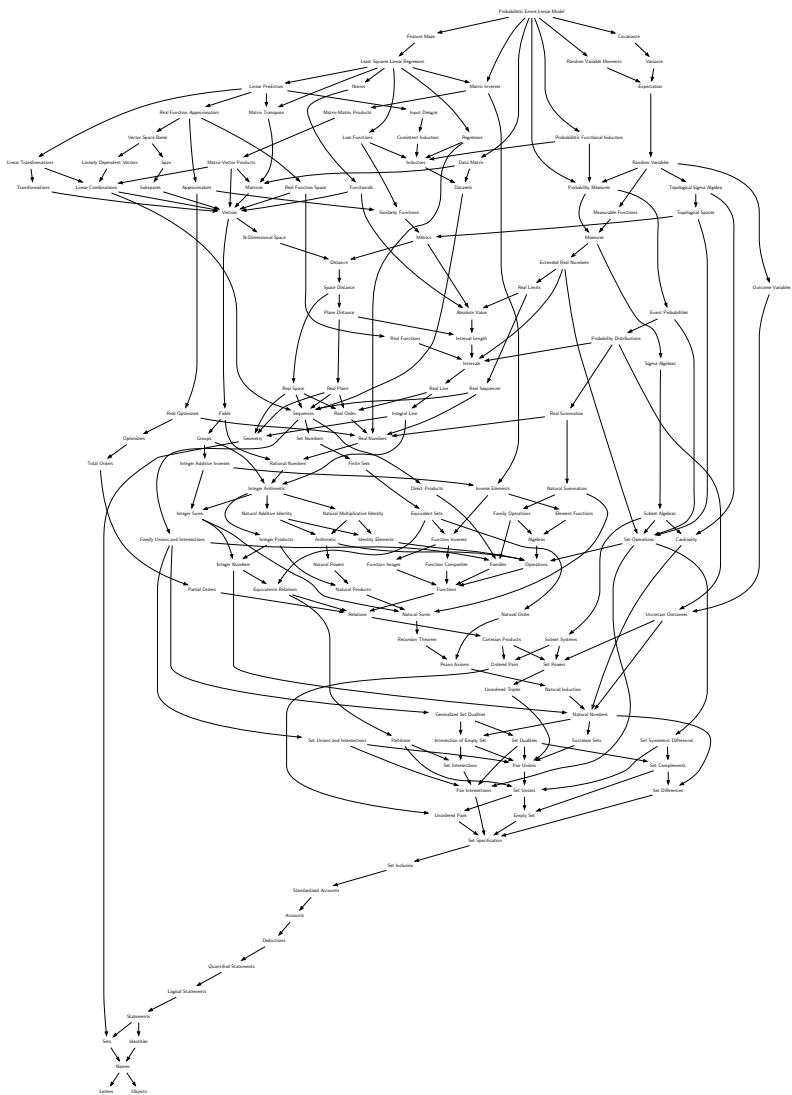 Probabilistic Errors Linear Model
Feature Maps
Covariance
Least Squares Linear Regressors
Random Variable Moments
Variance
Linear Predictors
Norms
Matrix Inverses
Expectation
Real Function Approximators
Matrix Transpose
Matrix-Matrix Products
Input Designs
Vector Space Bases
Loss Functions
Consistent Inductors
Regressors
Probabilistic Functional Inductors
Linear Transformations
Linearly Dependent Vectors
Span
Matrix-Vector Products
Inductors
Data Matrix
Random Variables
Transformations
Linear Combinations
Subspaces
Approximators
Matrices
Real Function Space
Functionals
Datasets
Probability Measures
Topological Sigma Algebra
Vectors
Similarity Functions
Measurable Functions
Topological Spaces
N-Dimensional Space
Metrics
Measures
Distance
Extended Real Numbers
Space Distance
Real Limits
Outcome Variables
Plane Distance
Absolute Value
Event Probabilities
Real Functions
Interval Length
Probability Distributions
Intervals
Sigma Algebras
Real Space
Real Plane
Real Line
Real Sequences
Real Optimizers
Fields
Sequences
Real Order
Integral Line
Real Summation
Optimizers
Groups
Geometry
Set Numbers
Real Numbers
Total Orders
Integer Additive Inverses
Rational Numbers
Finite Sets
Integer Arithmetic
Direct Products
Inverse Elements
Natural Summation
Integer Sums
Natural Additive Identity
Natural Multiplicative Identity
Equivalent Sets
Family Operations
Element Functions
Subset Algebras
Family Unions and Intersections
Integer Products
Arithmetic
Identity Elements
Function Inverses
Algebras
Set Operations
Cardinality
Integer Numbers
Natural Powers
Function Images
Function Composites
Families
Operations
Partial Orders
Equivalence Relations
Natural Products
Functions
Relations
Natural Sums
Natural Order
Uncertain Outcomes
Recursion Theorem
Cartesian Products
Subset Systems
Peano Axioms
Ordered Pairs
Set Powers
Unordered Triples
Natural Induction
Generalized Set Dualities
Natural Numbers
Set Unions and Intersections
Partitions
Intersection of Empty Set
Set Dualities
Successor Sets
Set Symmetric Differences
Set Intersections
Pair Unions
Set Complements
Pair Intersections
Set Unions
Set Differences
Unordered Pairs
Empty Set
Set Specification
Set Inclusion
Standardized Accounts
Accounts
Deductions
Quantified Statements
Logical Statements
Statements
Sets
Identities
Names
Letters
Objects